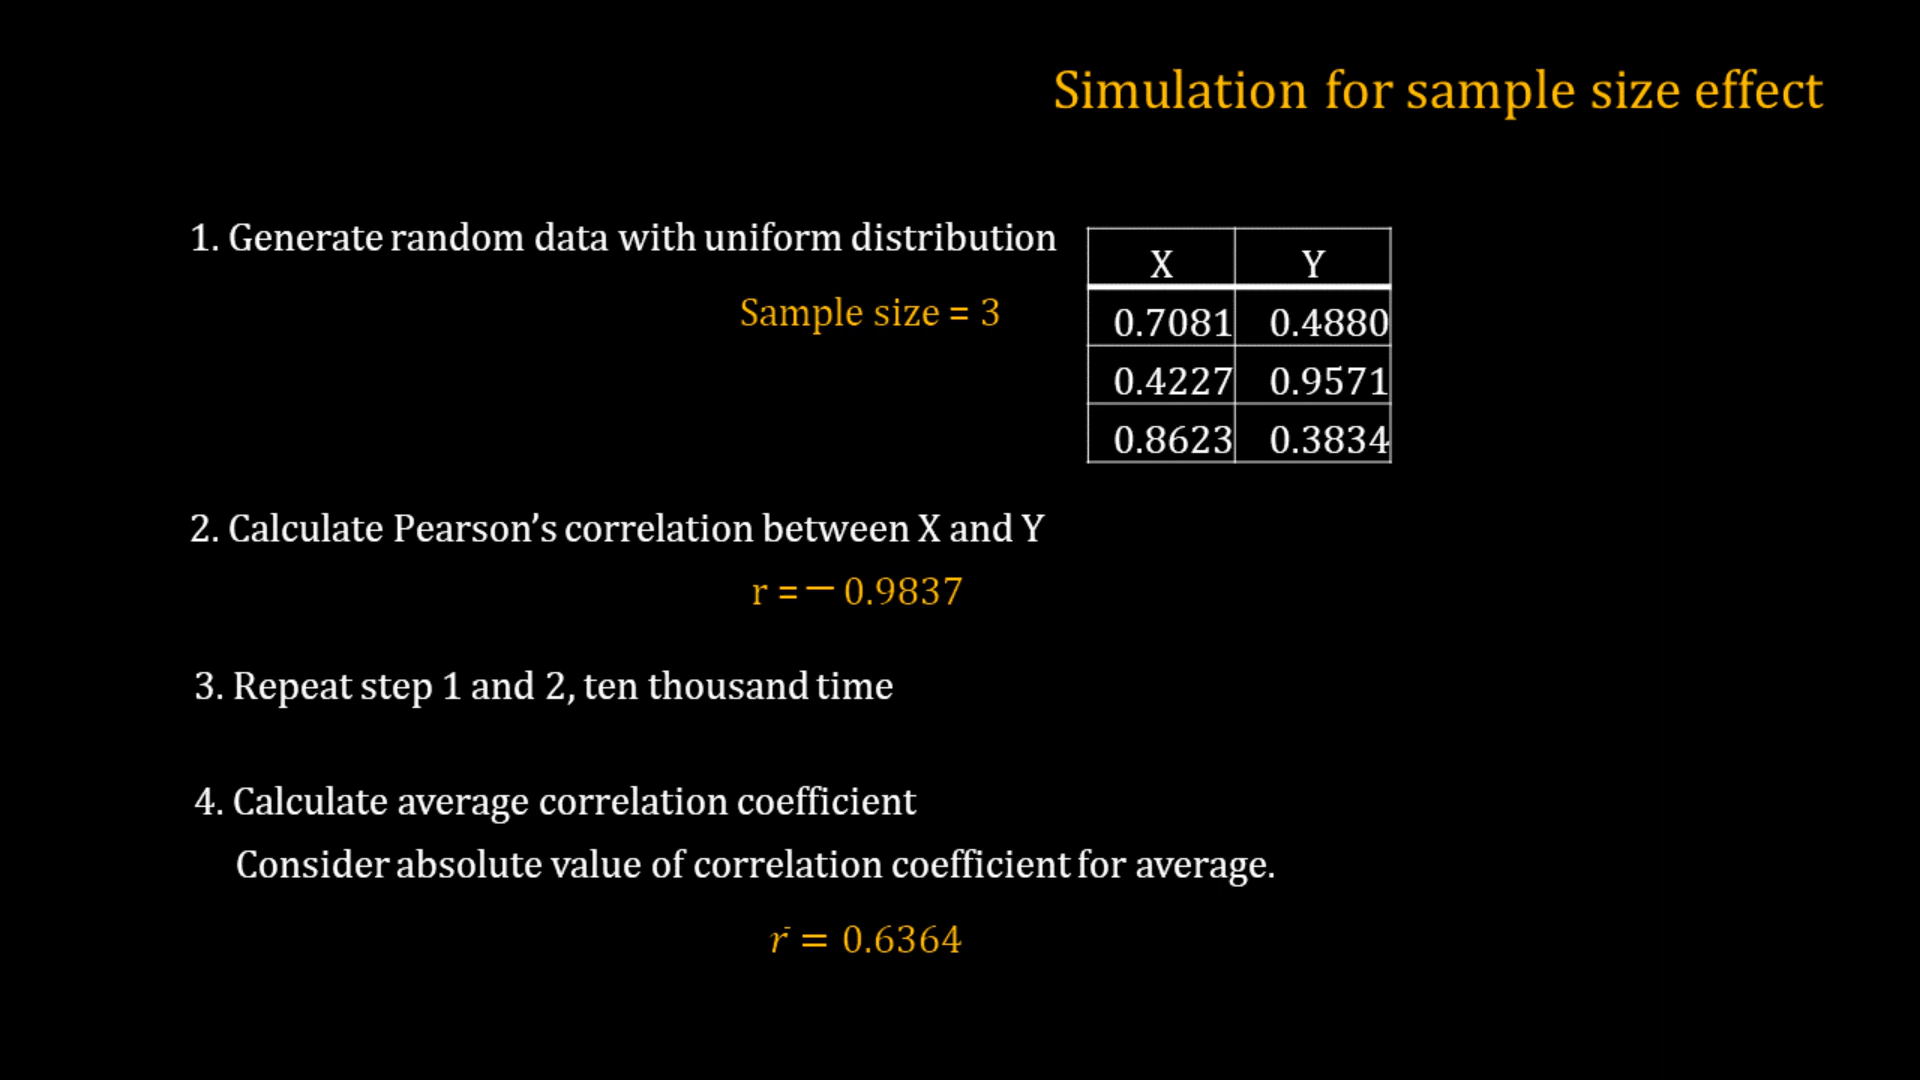 Simulation for sample size effect
1. Generate random data with uniform distribution
Sample size = 3
X Y
0.7081 0.4880
0.4227 0.9571
0.8623 0.3834
2. Calculate Pearson’s correlation between X and Y
r = − 0.9837
3. Repeat step 1 and 2, ten thousand time
4. Calculate average correlation coefficient
Consider absolute value of correlation coefficient for average.
r̄ = 0.6364